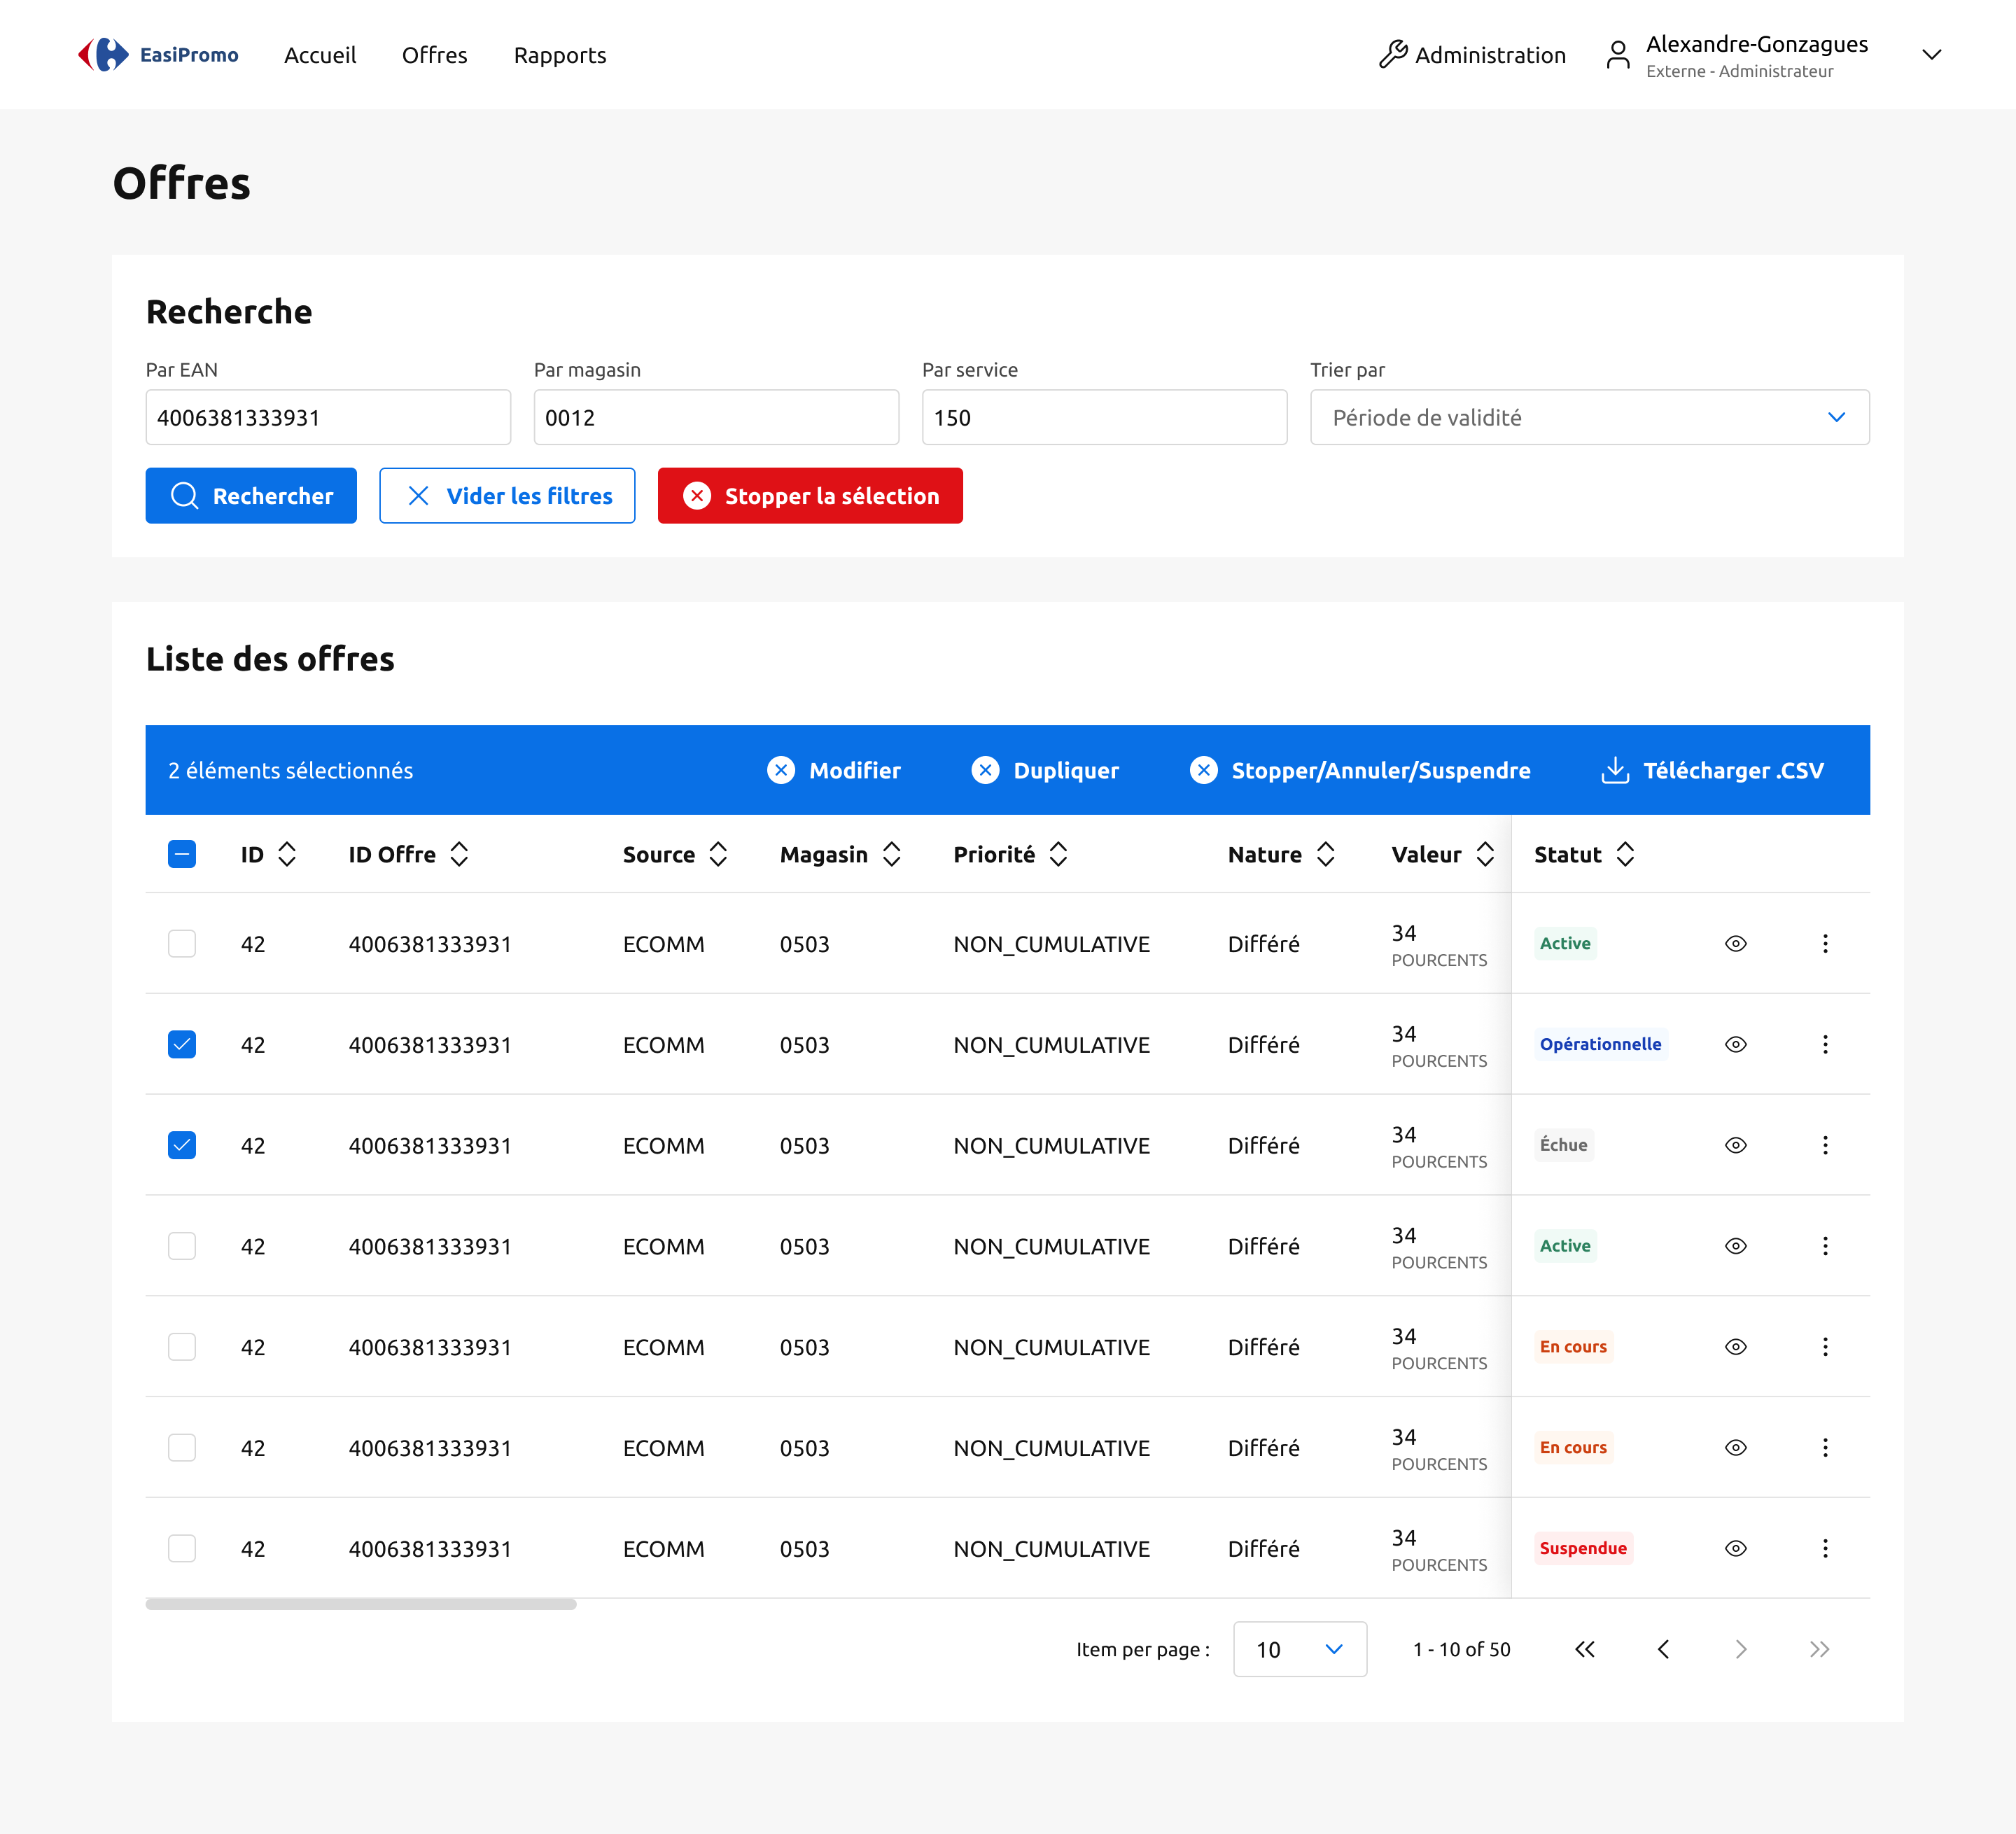 EasiPromo
Accueil
Offres
Rapports
Administration
Alexandre-Gonzagues
Externe - Administrateur
Offres
Recherche
Par EAN
Par magasin
Par service
Trier par
4006381333931
0012
150
Période de validité
Rechercher
Vider les filtres
Stopper la sélection
Liste des offres
2 éléments sélectionnés
Modifier
Dupliquer
Stopper/Annuler/Suspendre
Télécharger .CSV
ID
ID Offre
Source
Magasin
Priorité
Nature
Valeur
Statut
42 4006381333931 ECOMM 0503 NON_CUMULATIVE Différé 34 Active
POURCENTS
42 4006381333931 ECOMM 0503 NON_CUMULATIVE Différé 34 Opérationnelle
POURCENTS
42 4006381333931 ECOMM 0503 NON_CUMULATIVE Différé 34 Échue
POURCENTS
42 4006381333931 ECOMM 0503 NON_CUMULATIVE Différé 34 Active
POURCENTS
42 4006381333931 ECOMM 0503 NON_CUMULATIVE Différé 34 En cours
POURCENTS
42 4006381333931 ECOMM 0503 NON_CUMULATIVE Différé 34 En cours
POURCENTS
42 4006381333931 ECOMM 0503 NON_CUMULATIVE Différé 34 Suspendue
POURCENTS
Item per page : 10 1 - 10 of 50